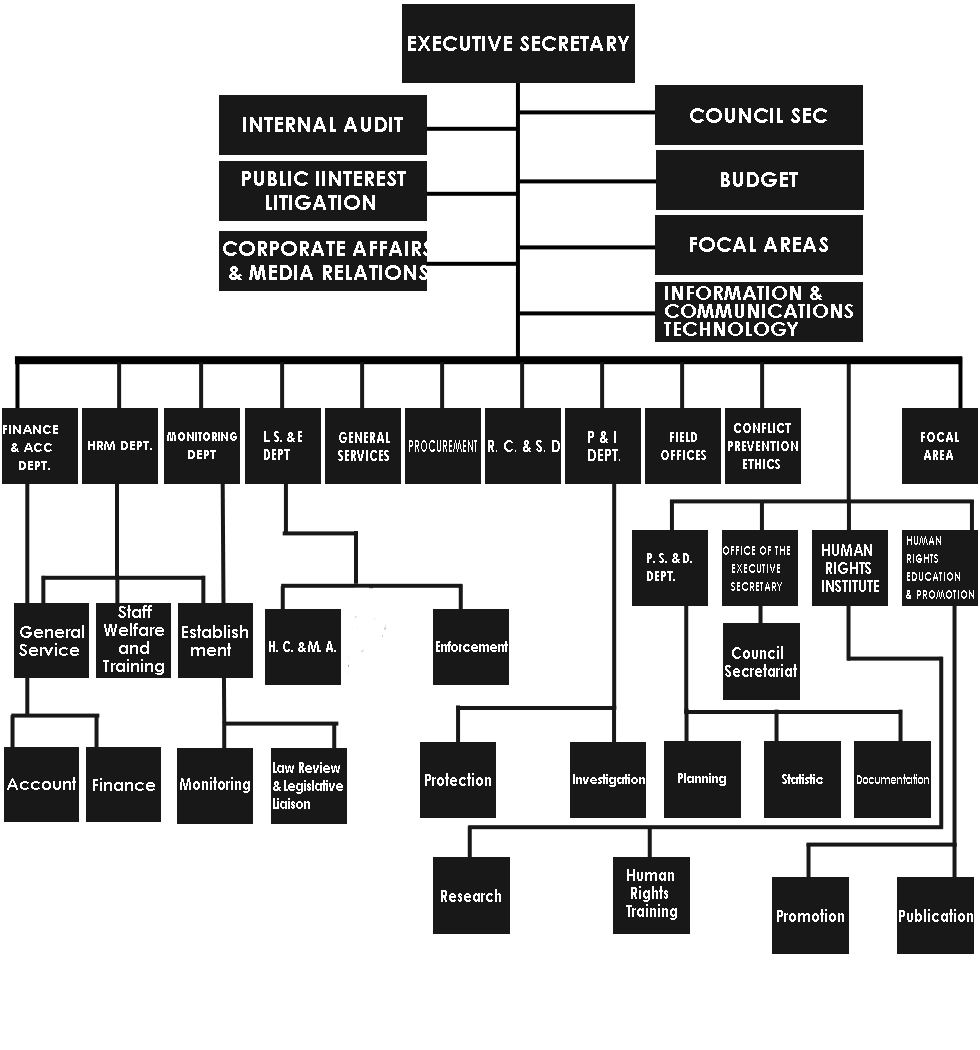 EXECUTIVE SECRETARY
INTERNAL AUDIT
COUNCIL SEC
PUBLIC IINTEREST
LITIGATION
BUDGET
CORPORATE AFFAIRS
& MEDIA RELATIONS
FOCAL AREAS
INFORMATION &
COMMUNICATIONS
TECHNOLOGY
FINANCE
& ACC
DEPT.
HRM DEPT.
MONITORING
DEPT
L S. & E
DEPT
GENERAL
SERVICES
PROCUREMENT
R. C. & S. D
P & I
DEPT.
FIELD
OFFICES
CONFLICT
PREVENTION
ETHICS
FOCAL
AREA
P. S. & D.
DEPT.
OFFICE OF THE
EXECUTIVE
SECRETARY
HUMAN
RIGHTS
INSTITUTE
HUMAN
RIGHTS
EDUCATION
& PROMOTION
General
Service
Staff
Welfare
and
Training
Establish
ment
H. C. & M. A.
Enforcement
Council
Secretariat
Account
Finance
Monitoring
Law Review
& Legislative
Liaison
Protection
Investigation
Planning
Statistic
Documentation
Research
Human
Rights
Training
Promotion
Publication